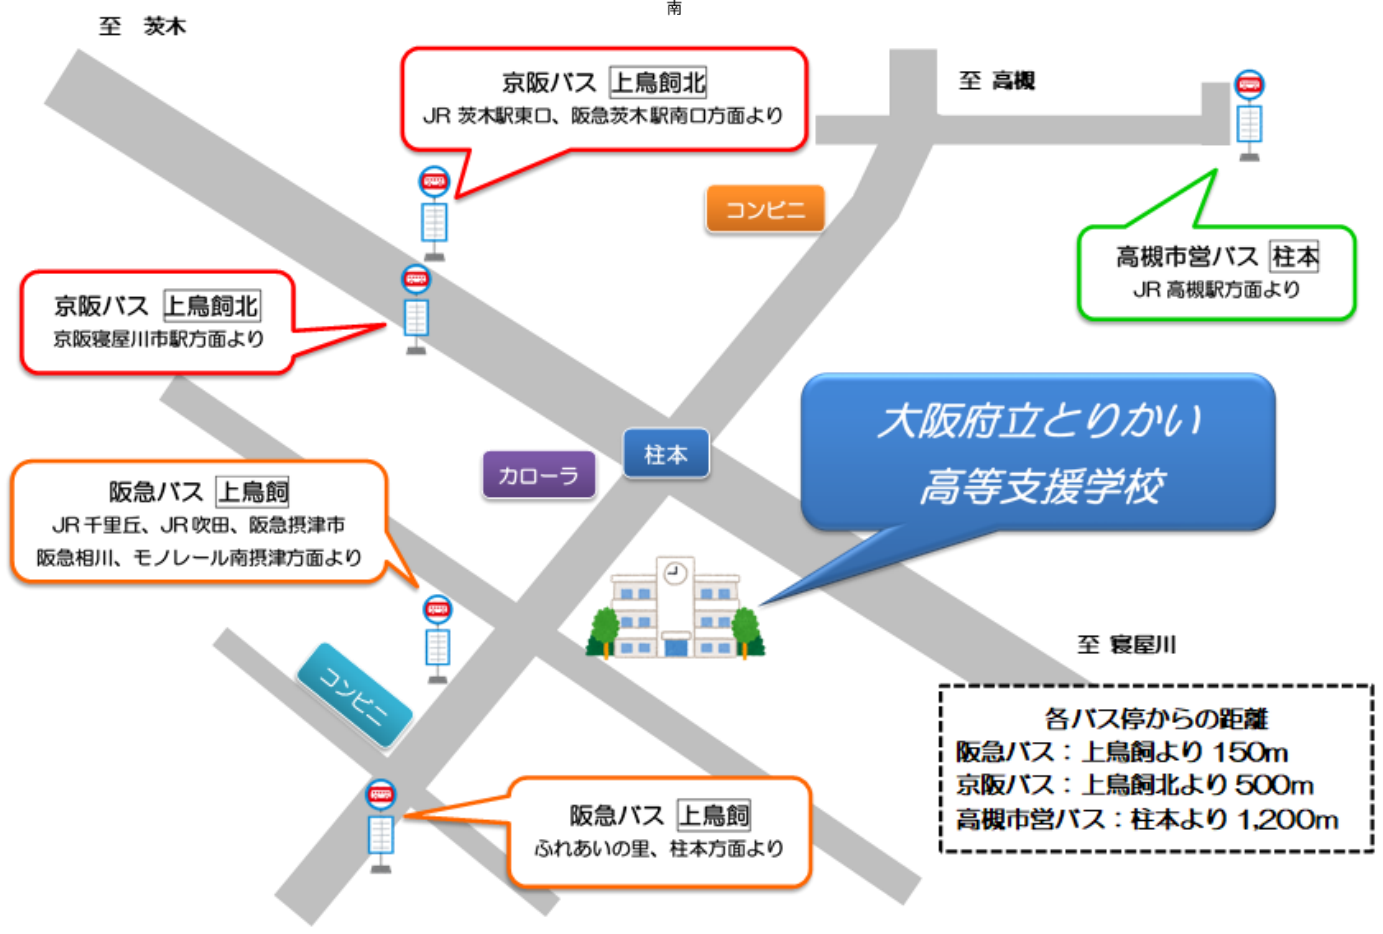 南
至 茨木
京阪バス 上鳥飼北
JR 茨木駅東口、阪急茨木駅南口方面より
至 高槻
コンビニ
高槻市営バス 柱本
JR 高槻駅方面より
京阪バス 上鳥飼北
京阪寝屋川市駅方面より
大阪府立とりかい
高等支援学校
柱本
カローラ
阪急バス 上鳥飼
JR千里丘、JR吹田、阪急摂津市
阪急相川、モノレール南摂津方面より
至 寝屋川
コンビニ
各バス停からの距離
阪急バス：上鳥飼より 150m
京阪バス：上鳥飼北より 500m
高槻市営バス：柱本より 1,200m
阪急バス 上鳥飼
ふれあいの里、柱本方面より